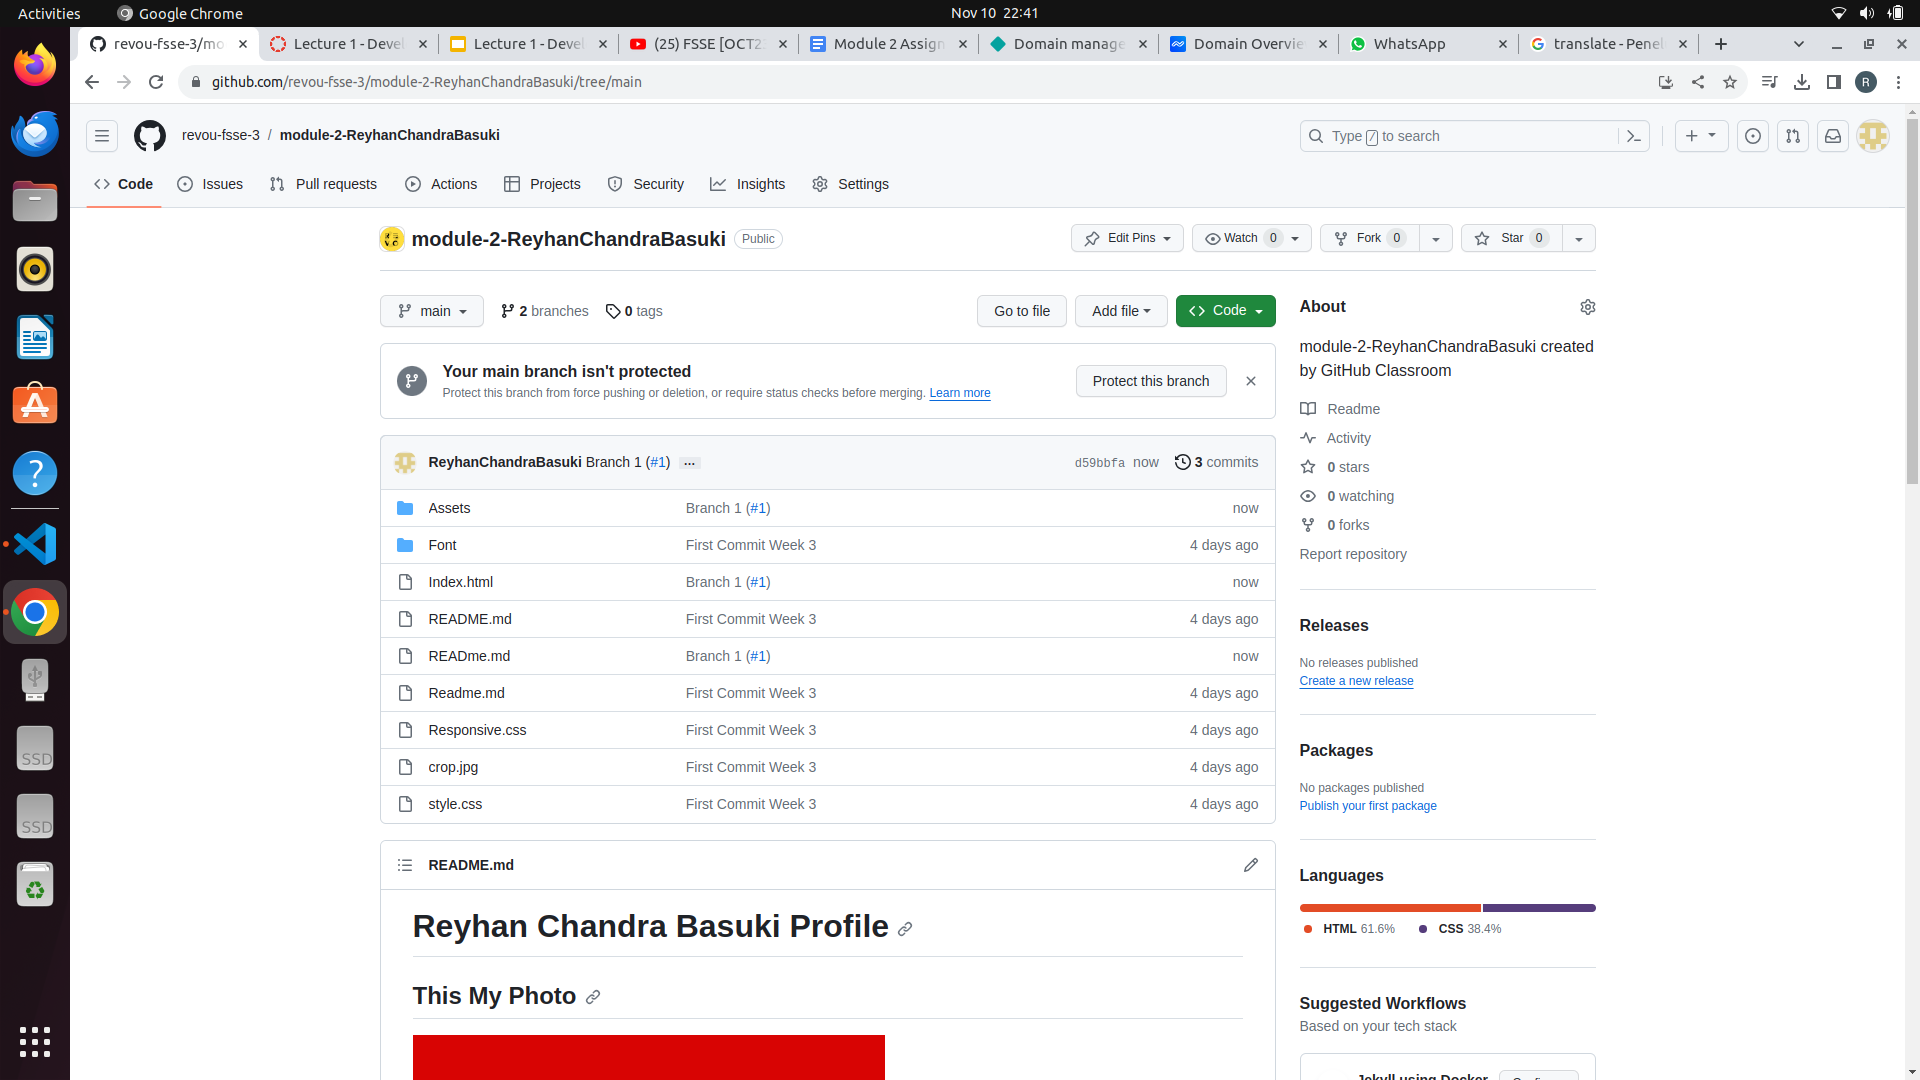 Activities Google Chrome Nov 10 22:41
revou-fsse-3/mo Lecture 1 - Devel Lecture 1 - Devel (25) FSSE [OCT23 Module 2 Assign Domain manage Domain Overvie WhatsApp translate - Penel
github.com/revou-fsse-3/module-2-ReyhanChandraBasuki/tree/main R
revou-fsse-3 / module-2-ReyhanChandraBasuki Type / to search
Code Issues Pull requests Actions Projects Security Insights Settings
module-2-ReyhanChandraBasuki Public Edit Pins Watch 0 Fork 0 Star 0
main 2 branches 0 tags Go to file Add file Code
Your main branch isn't protected
Protect this branch from force pushing or deletion, or require status checks before merging. Learn more
Protect this branch
ReyhanChandraBasuki Branch 1 (#1) ... d59bbfa now 3 commits
Assets Branch 1 (#1) now
Font First Commit Week 3 4 days ago
Index.html Branch 1 (#1) now
README.md First Commit Week 3 4 days ago
READme.md Branch 1 (#1) now
Readme.md First Commit Week 3 4 days ago
Responsive.css First Commit Week 3 4 days ago
crop.jpg First Commit Week 3 4 days ago
style.css First Commit Week 3 4 days ago
README.md
Reyhan Chandra Basuki Profile
This My Photo
About
module-2-ReyhanChandraBasuki created
by GitHub Classroom
Readme
Activity
0 stars
0 watching
0 forks
Report repository
Releases
No releases published
Create a new release
Packages
No packages published
Publish your first package
Languages
HTML 61.6% CSS 38.4%
Suggested Workflows
Based on your tech stack
Jekyll using Docker
SSD
SSD